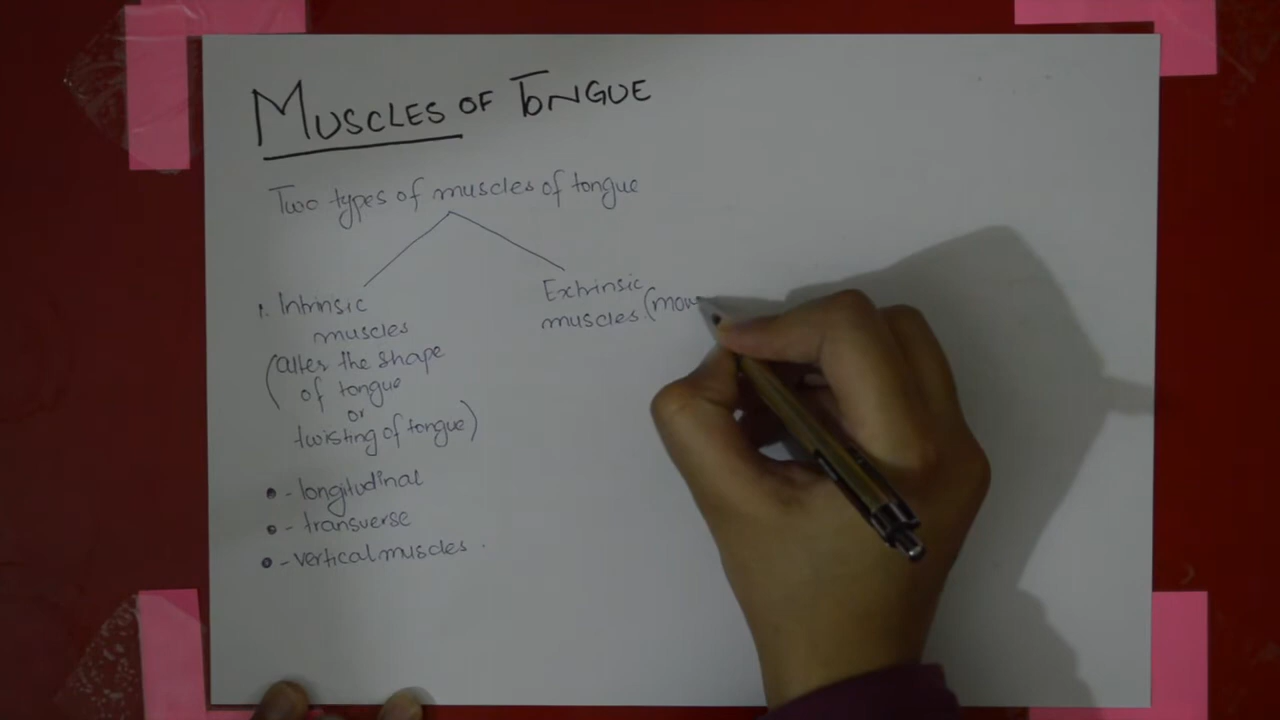 MUSCLES OF TONGUE
Two types of muscles of tongue
1. Intrinsic
muscles
(alter the shape
of tongue
or
twisting of tongue)
• - longitudinal
• - transverse
• - vertical muscles.
Extrinsic
muscles (mov